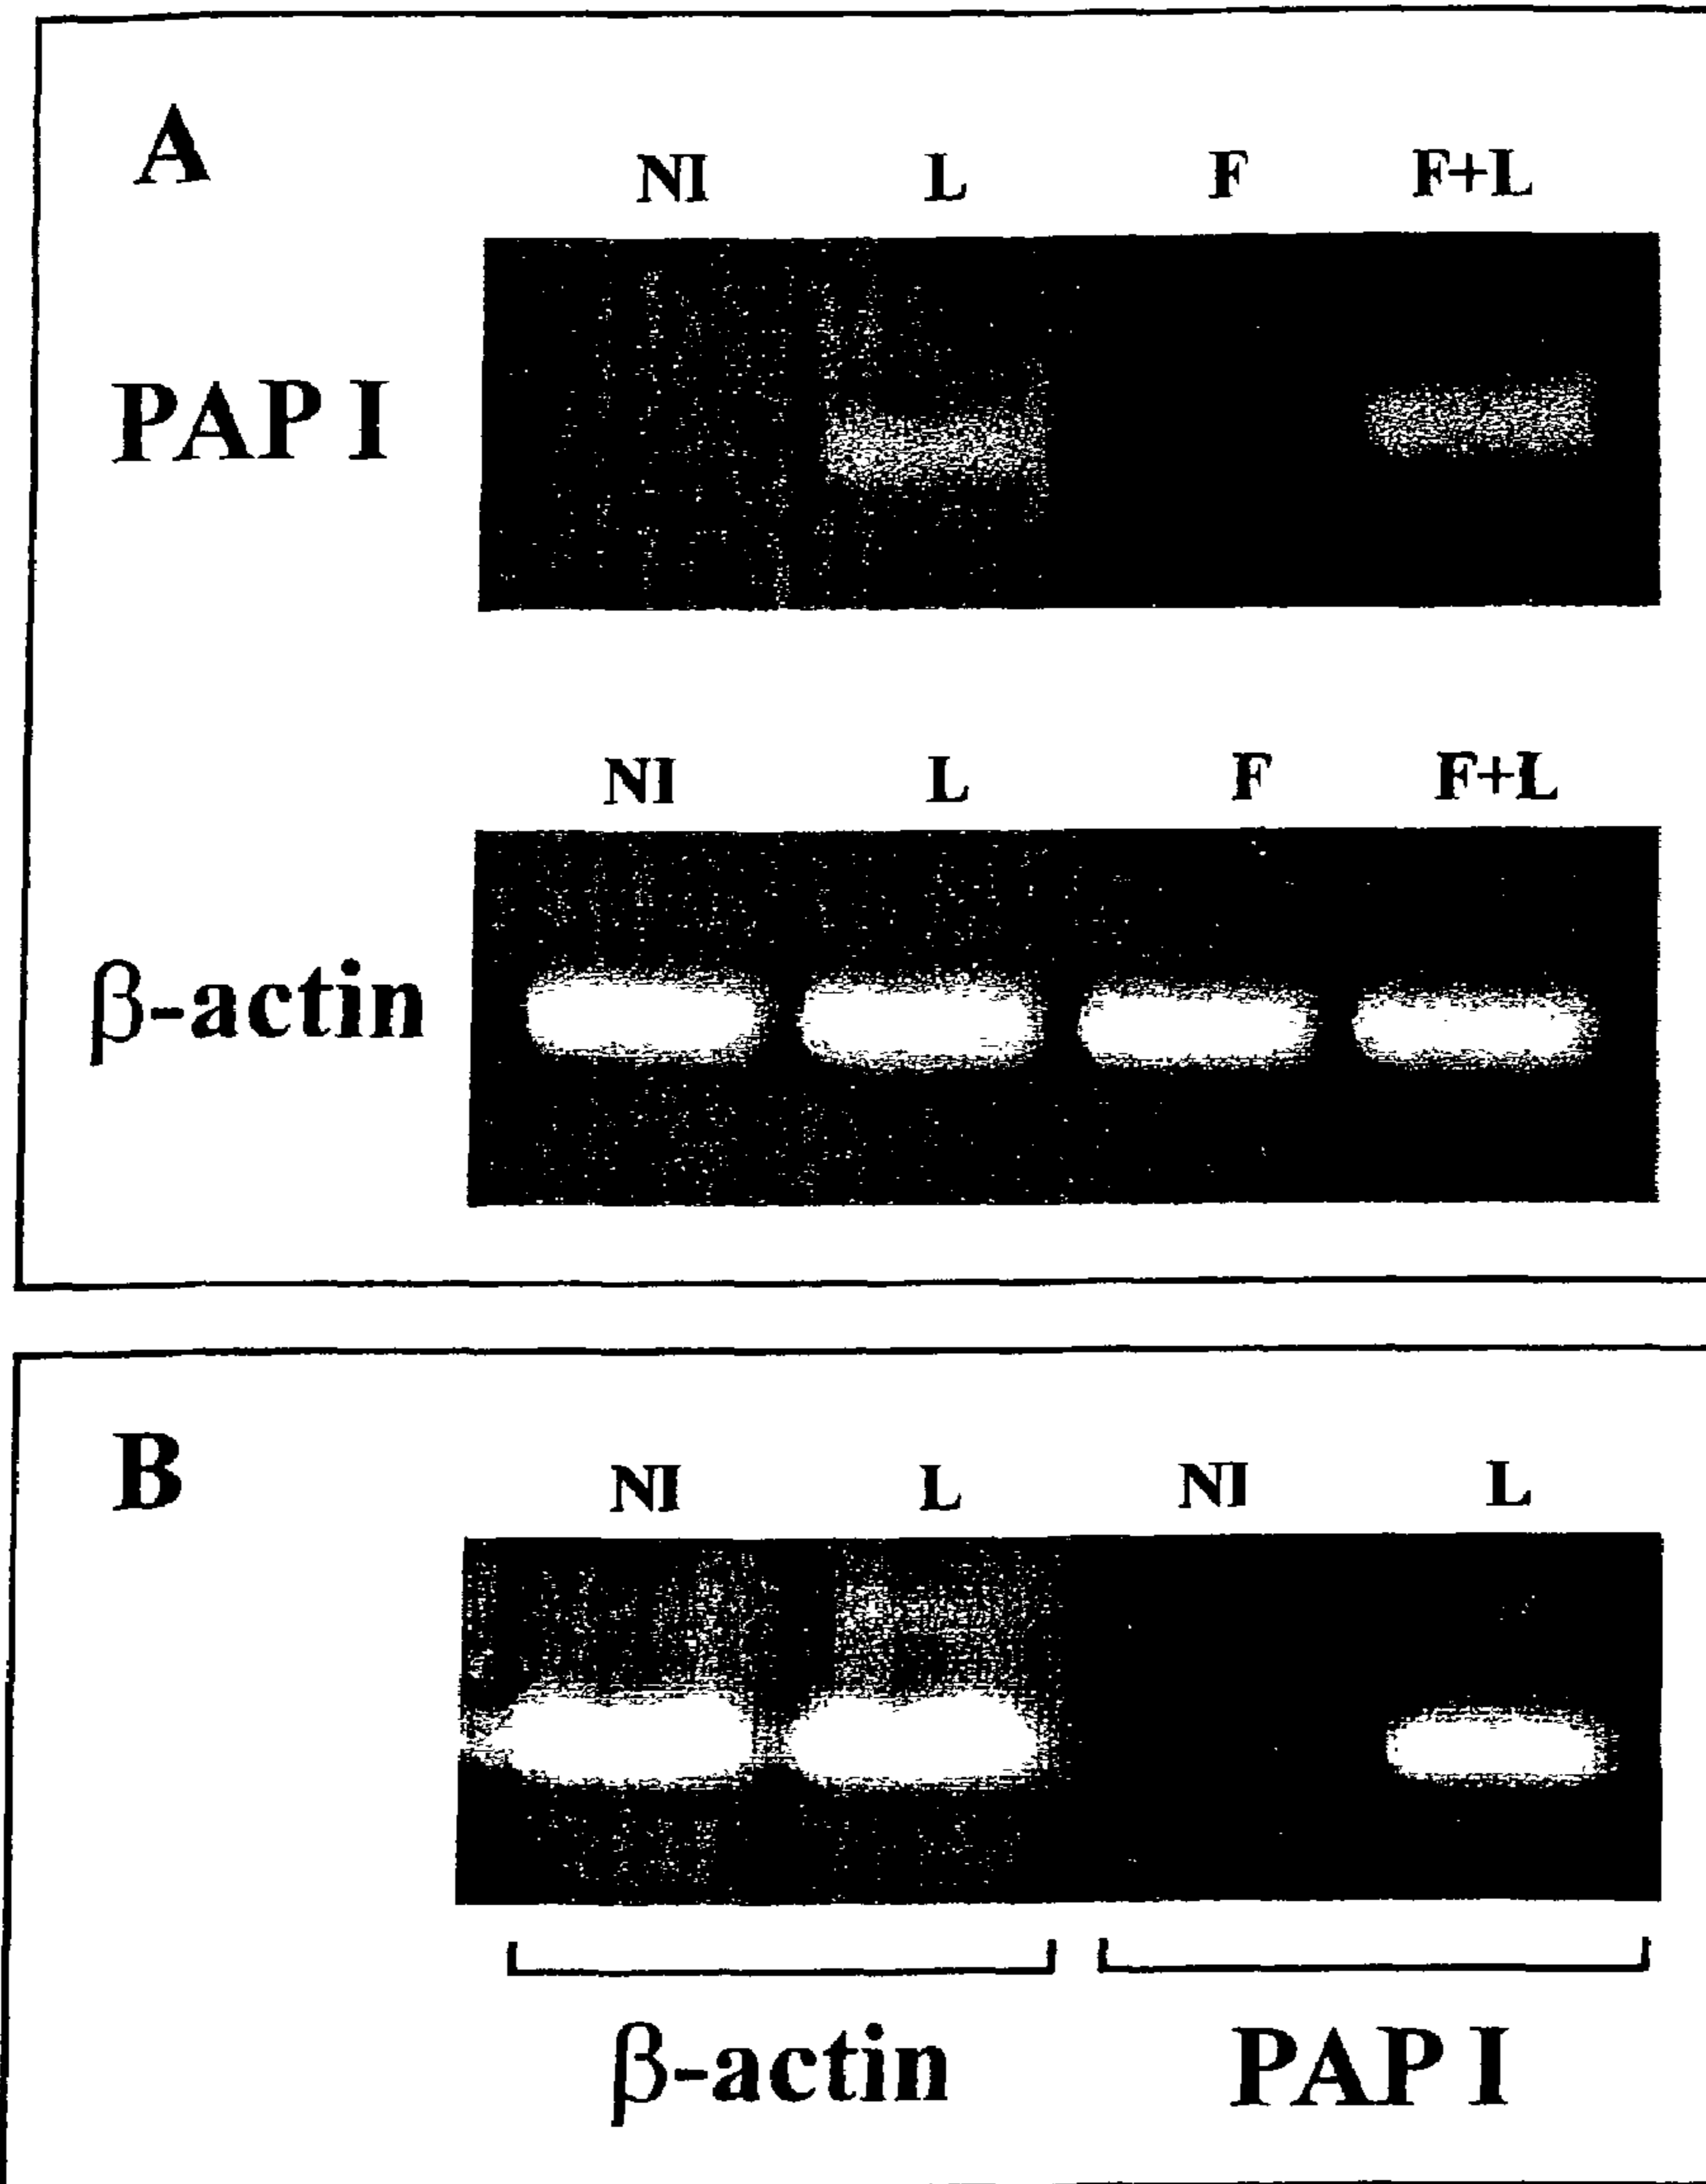 A
NI L F F+L
PAP I
NI L F F+L
β-actin
B
NI L NI L
β-actin PAP I